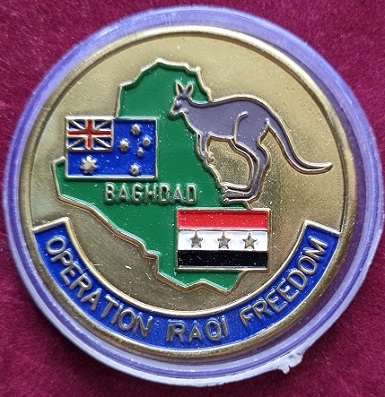 BAGHDAD
OPERATION IRAQI FREEDOM